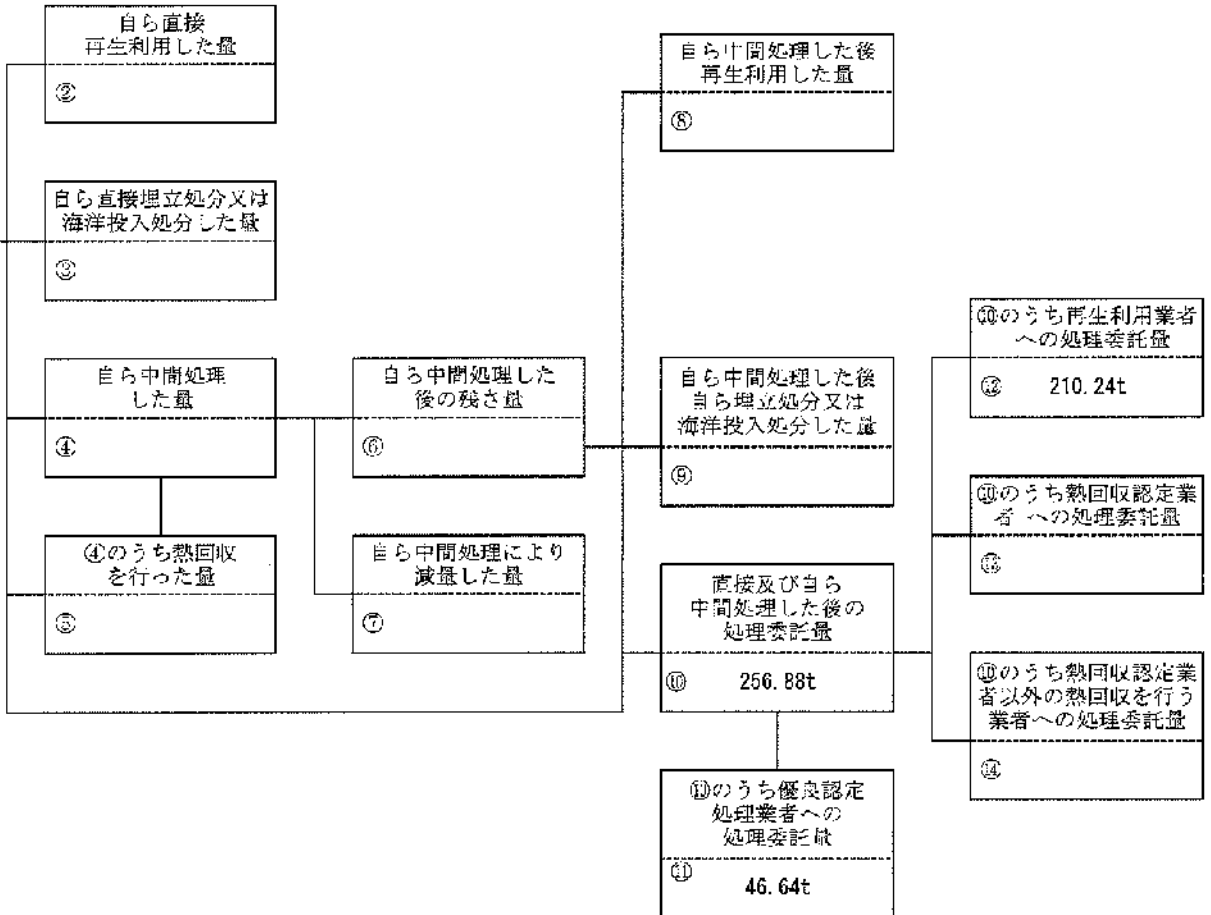 自ら直接
再生利用した量
②
自ら直接埋立処分又は
海洋投入処分した量
③
自ら中間処理
した量
④
④のうち熱回収
を行った量
⑤
自ら中間処理した
後の残さ量
⑥
自ら中間処理により
減量した量
⑦
自ら中間処理した後
再生利用した量
⑧
自ら中間処理した後
自ら埋立処分又は
海洋投入処分した量
⑨
直接及び自ら
中間処理した後の
処理委託量
⑩ 256.88t
⑩のうち優良認定
処理業者への
処理委託量
⑪ 46.64t
⑩のうち再生利用業者
への処理委託量
⑫ 210.24t
⑩のうち熱回収認定業
者 への処理委託量
⑬
⑩のうち熱回収認定業
者以外の熱回収を行う
業者への処理委託量
⑭